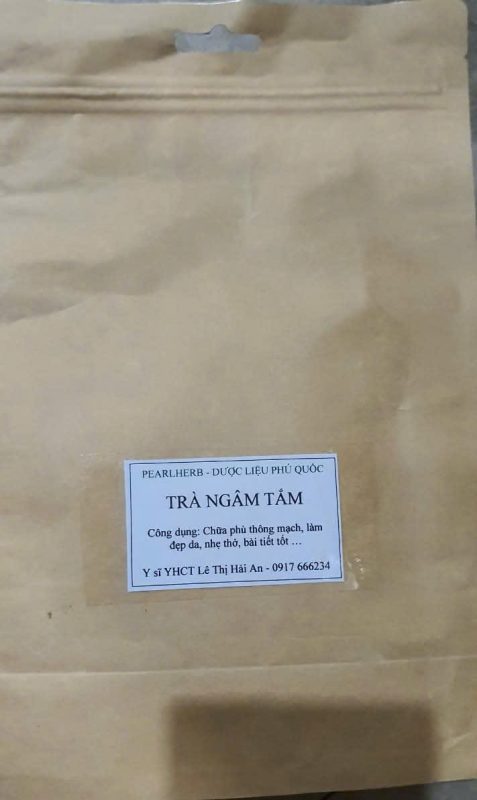 PEARLHERB - DƯỢC LIỆU PHÚ QUỐC
TRÀ NGÂM TẮM
Công dụng: Chữa phù thông mạch, làm
đẹp da, nhẹ thở, bài tiết tốt ...
Y sĩ YHCT Lê Thị Hải An - 0917 666234